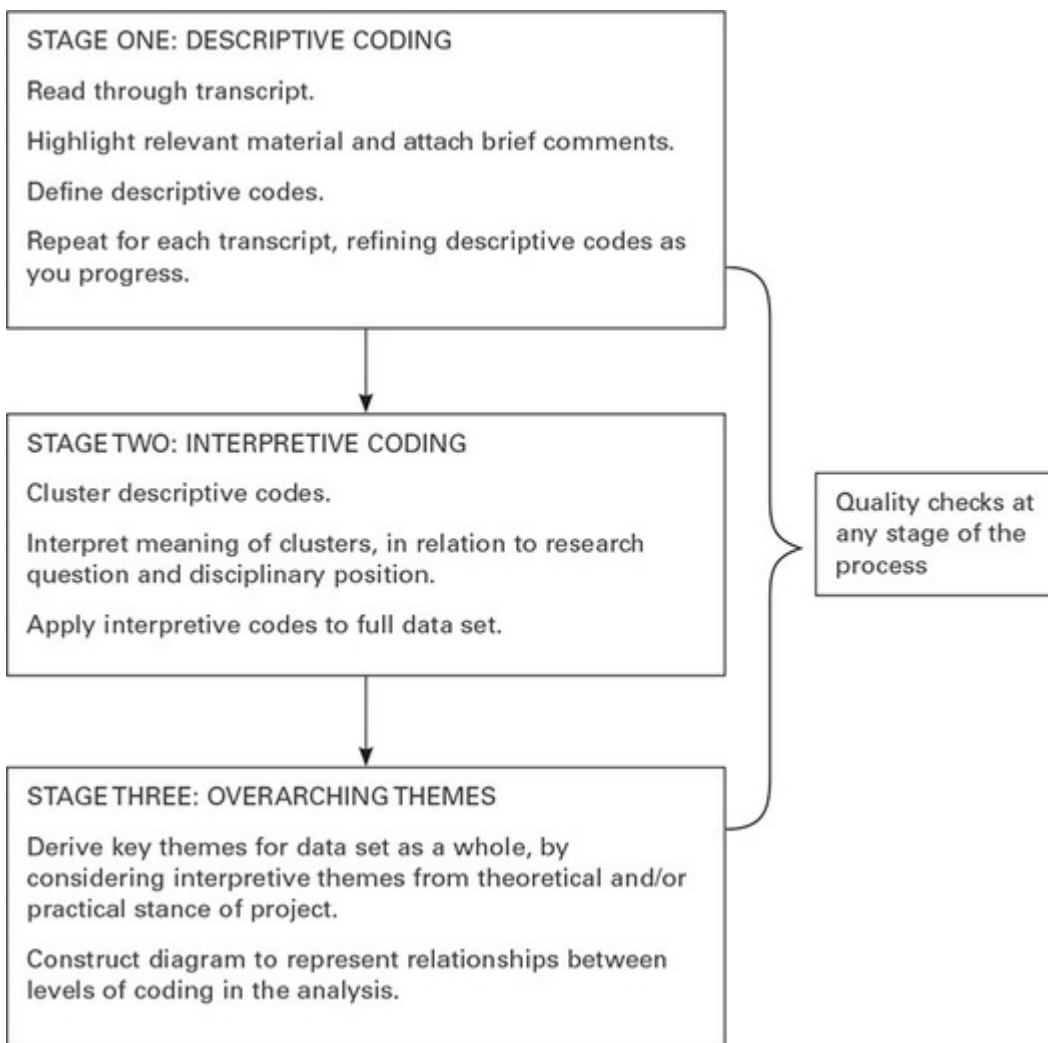 STAGE ONE: DESCRIPTIVE CODING
Read through transcript.
Highlight relevant material and attach brief comments.
Define descriptive codes.
Repeat for each transcript, refining descriptive codes as
you progress.
STAGE TWO: INTERPRETIVE CODING
Cluster descriptive codes.
Interpret meaning of clusters, in relation to research
question and disciplinary position.
Apply interpretive codes to full data set.
STAGE THREE: OVERARCHING THEMES
Derive key themes for data set as a whole, by
considering interpretive themes from theoretical and/or
practical stance of project.
Construct diagram to represent relationships between
levels of coding in the analysis.
Quality checks at
any stage of the
process